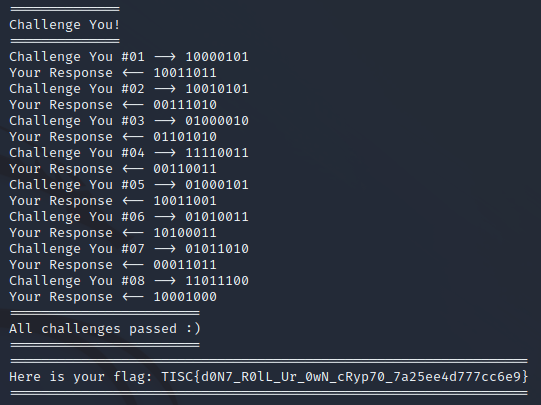 ==============
Challenge You!
==============
Challenge You #01 --> 10000101
Your Response <-- 10011011
Challenge You #02 --> 10010101
Your Response <-- 00111010
Challenge You #03 --> 01000010
Your Response <-- 01101010
Challenge You #04 --> 11110011
Your Response <-- 00110011
Challenge You #05 --> 01000101
Your Response <-- 10011001
Challenge You #06 --> 01010011
Your Response <-- 10100011
Challenge You #07 --> 01011010
Your Response <-- 00011011
Challenge You #08 --> 11011100
Your Response <-- 10001000
========================
All challenges passed :)
========================
=================================================================
Here is your flag: TISC{d0N7_R0lL_Ur_0wN_cRyp70_7a25ee4d777cc6e9}
=================================================================